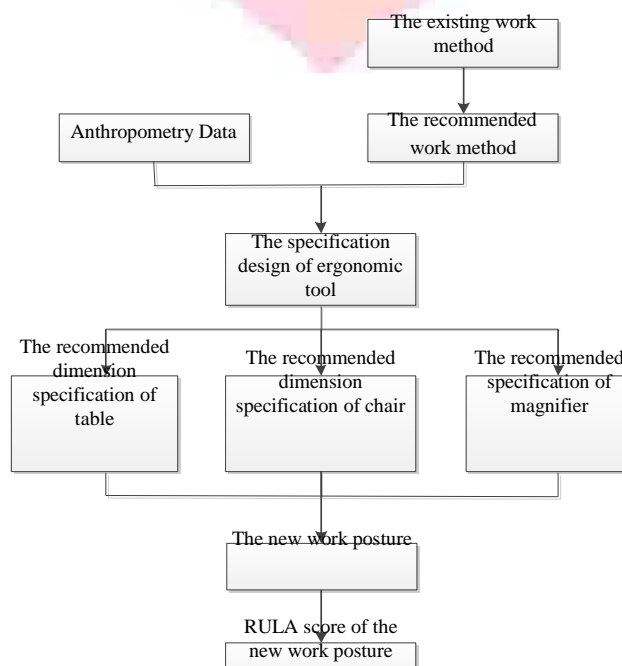 The existing work
method
Anthropometry Data
The recommended
work method
The specification
design of ergonomic
tool
The recommended
dimension
specification of
table
The recommended
dimension
specification of chair
The recommended
specification of
magnifier
The new work posture
RULA score of the
new work posture